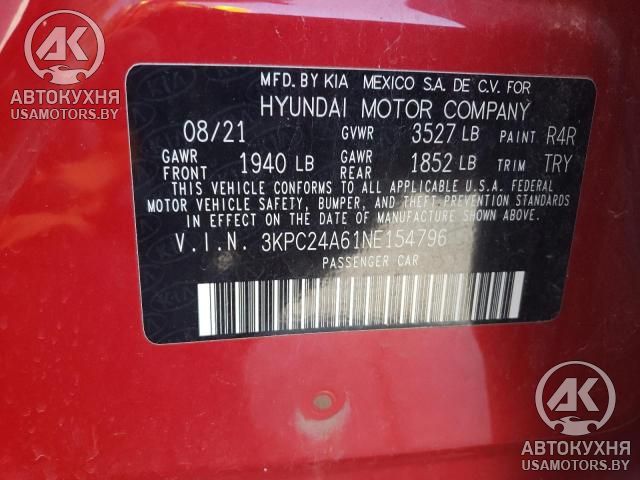 AK
АВТОКУХНЯ
USAMOTORS.BY
MFD. BY KIA MEXICO S.A. DE C.V. FOR
HYUNDAI MOTOR COMPANY
08/21 GVWR 3527 LB PAINT R4R
GAWR FRONT 1940 LB GAWR REAR 1852 LB TRIM TRY
THIS VEHICLE CONFORMS TO ALL APPLICABLE U.S.A. FEDERAL
MOTOR VEHICLE SAFETY, BUMPER, AND THEFT PREVENTION STANDARDS
IN EFFECT ON THE DATE OF MANUFACTURE SHOWN ABOVE.
V.I.N. 3KPC24A61NE154796
PASSENGER CAR
AK
АВТОКУХНЯ
USAMOTORS.BY